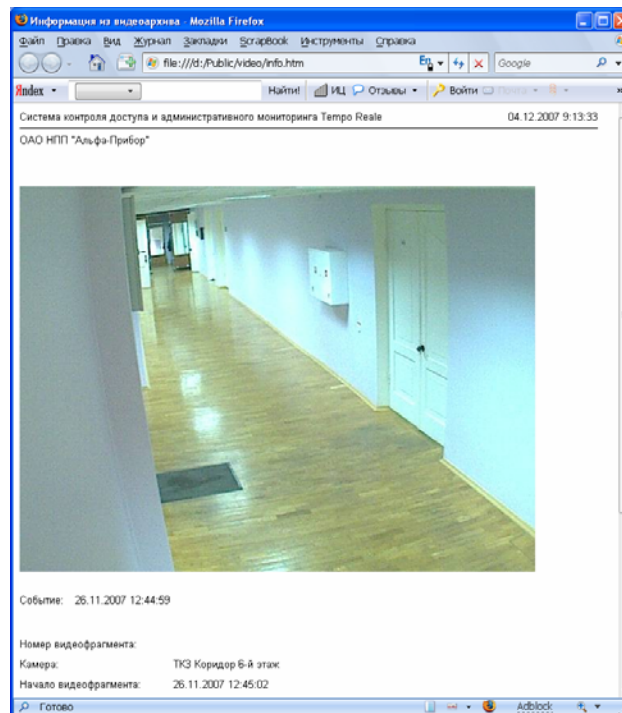 Информация из видеоархива - Mozilla Firefox
Файл Правка Вид Журнал Закладки ScrapBook Инструменты Справка
file:///d:/Public/video/info.htm En Google
Яndex Найти! ИЦ Отзывы Войти Почта
Система контроля доступа и административного мониторинга Tempo Reale 04.12.2007 9:13:33
ОАО НПП "Альфа-Прибор"
Событие: 26.11.2007 12:44:59
Номер видеофрагмента:
Камера: ТКЗ Коридор 6-й этаж
Начало видеофрагмента: 26.11.2007 12:45:02
Готово Adblock